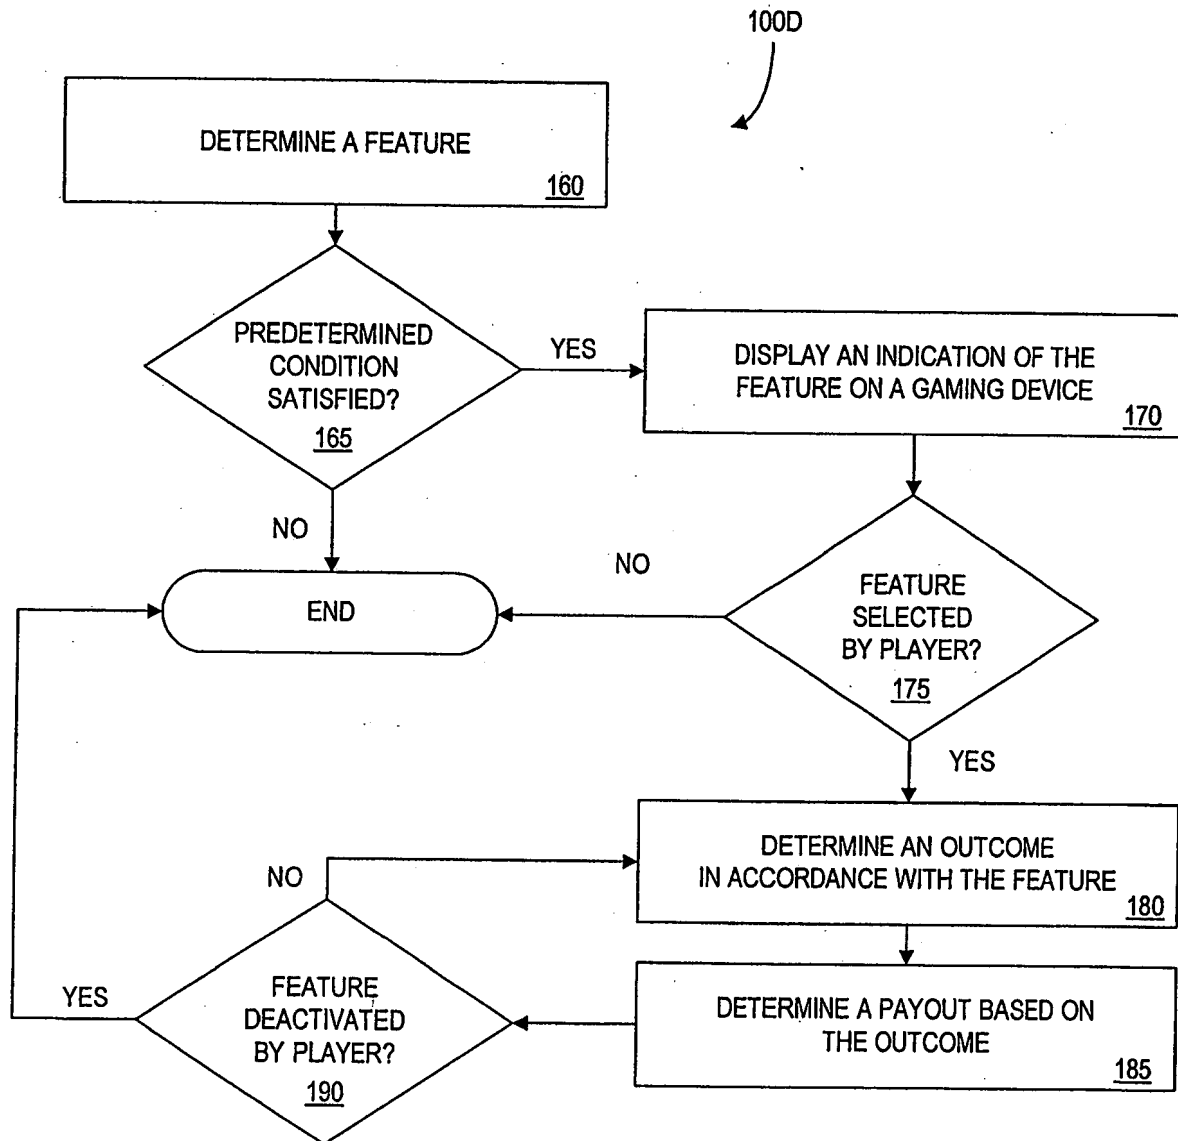 100D
DETERMINE A FEATURE
160
PREDETERMINED
CONDITION
SATISFIED?
165
YES
DISPLAY AN INDICATION OF THE
FEATURE ON A GAMING DEVICE
170
NO
END
NO
FEATURE
SELECTED
BY PLAYER?
175
YES
DETERMINE AN OUTCOME
IN ACCORDANCE WITH THE FEATURE
180
DETERMINE A PAYOUT BASED ON
THE OUTCOME
185
NO
FEATURE
DEACTIVATED
BY PLAYER?
190
YES